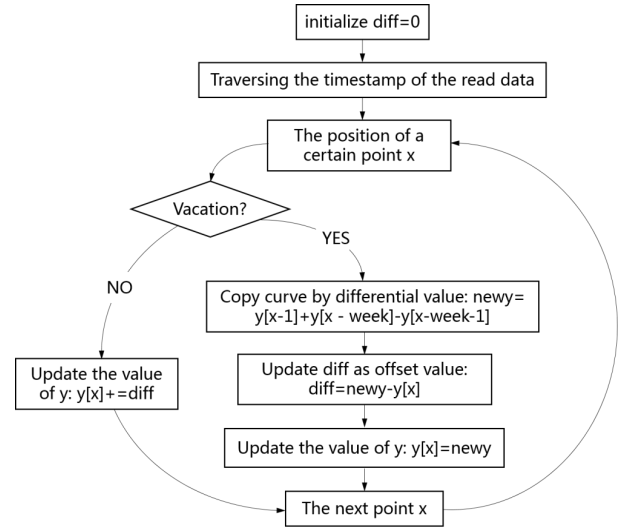 initialize diff=0
Traversing the timestamp of the read data
The position of a
certain point x
Vacation?
YES
NO
Copy curve by differential value: newy=
y[x-1]+y[x - week]-y[x-week-1]
Update the value
of y: y[x]+=diff
Update diff as offset value:
diff=newy-y[x]
Update the value of y: y[x]=newy
The next point x